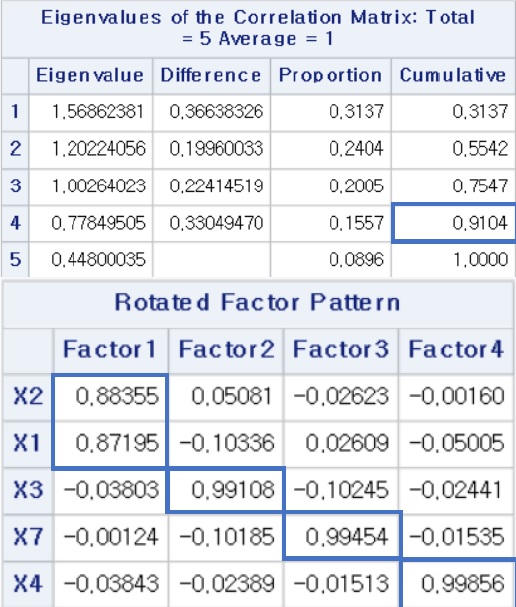 Eigenvalues of the Correlation Matrix: Total
= 5 Average = 1
Eigenvalue Difference Proportion Cumulative
1 1,56862381 0,36638326 0,3137 0,3137
2 1,20224056 0,19960033 0,2404 0,5542
3 1,00264023 0,22414519 0,2005 0,7547
4 0,77849505 0,33049470 0,1557 0,9104
5 0,44800035 0,0896 1,0000
Rotated Factor Pattern
Factor1 Factor2 Factor3 Factor4
X2 0,88355 0,05081 -0,02623 -0,00160
X1 0,87195 -0,10336 0,02609 -0,05005
X3 -0,03803 0,99108 -0,10245 -0,02441
X7 -0,00124 -0,10185 0,99454 -0,01535
X4 -0,03843 -0,02389 -0,01513 0,99856